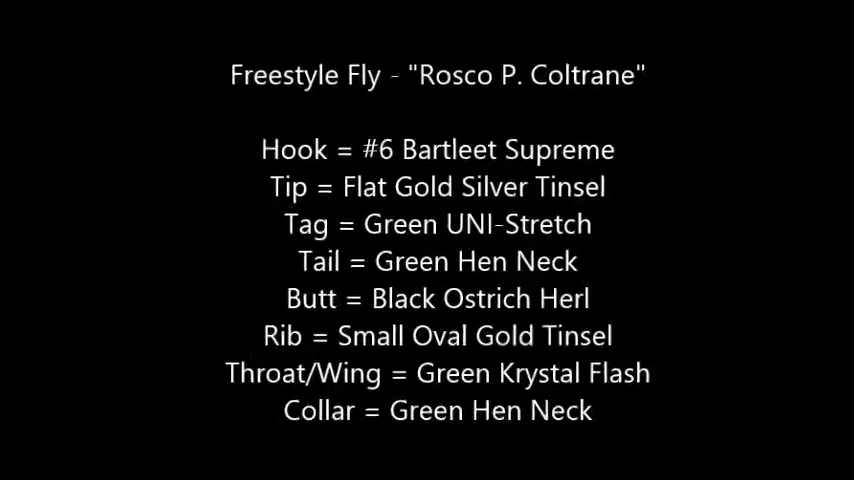 Freestyle Fly - "Rosco P. Coltrane"
Hook = #6 Bartleet Supreme
Tip = Flat Gold Silver Tinsel
Tag = Green UNI-Stretch
Tail = Green Hen Neck
Butt = Black Ostrich Herl
Rib = Small Oval Gold Tinsel
Throat/Wing = Green Krystal Flash
Collar = Green Hen Neck